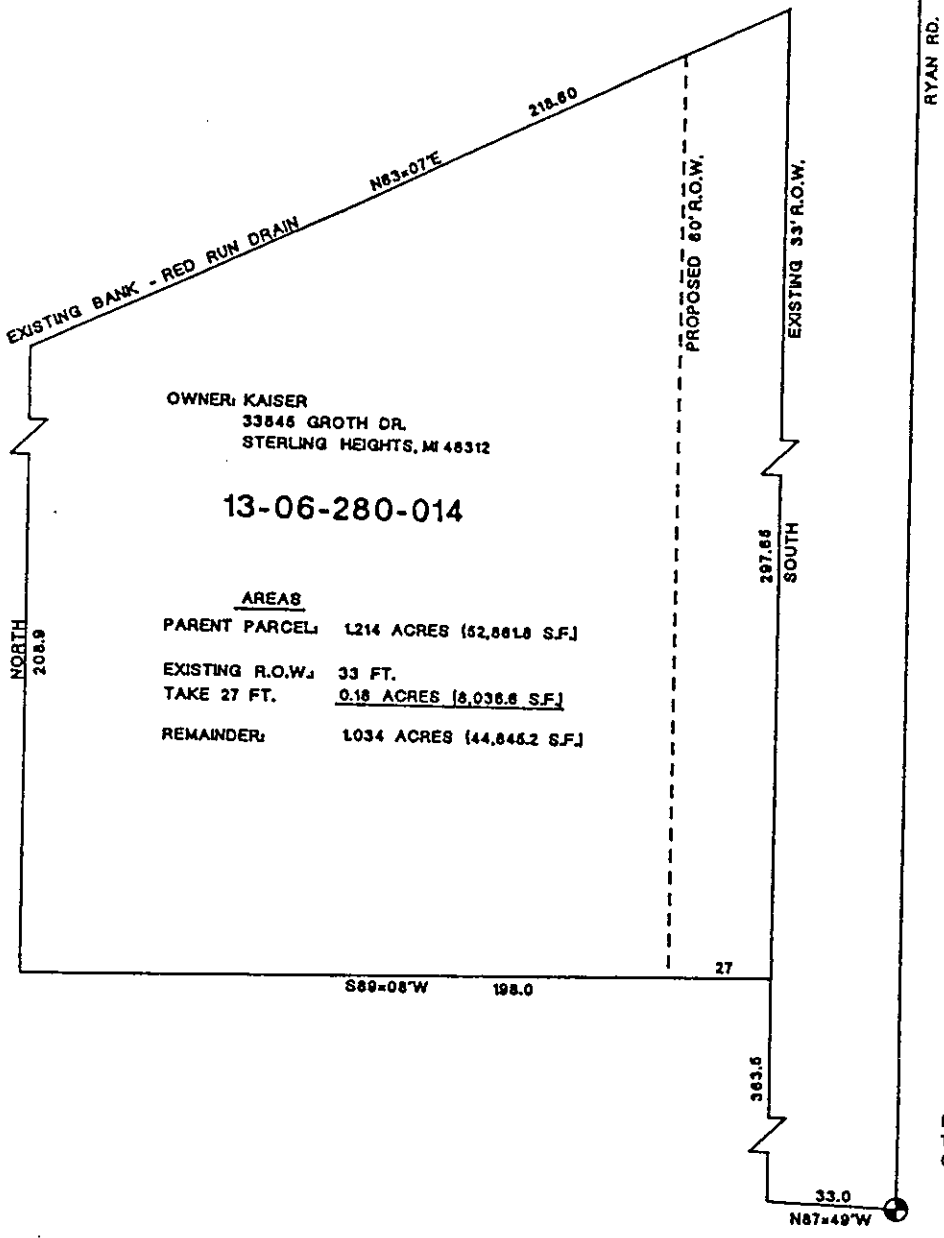 RYAN RD.
218.60
N63=07'E
EXISTING BANK - RED RUN DRAIN
PROPOSED 60' R.O.W.
EXISTING 33' R.O.W.
OWNER: KAISER
33845 GROTH DR.
STERLING HEIGHTS, MI 48312
13-06-280-014
297.65
SOUTH
AREAS
PARENT PARCEL: 1.214 ACRES (52,881.8 S.F.)
NORTH
208.9
EXISTING R.O.W.: 33 FT.
TAKE 27 FT. 0.18 ACRES (8,036.6 S.F.)
REMAINDER: 1.034 ACRES (44,845.2 S.F.)
27
S89=08'W 198.0
363.5
33.0
N87=49'W